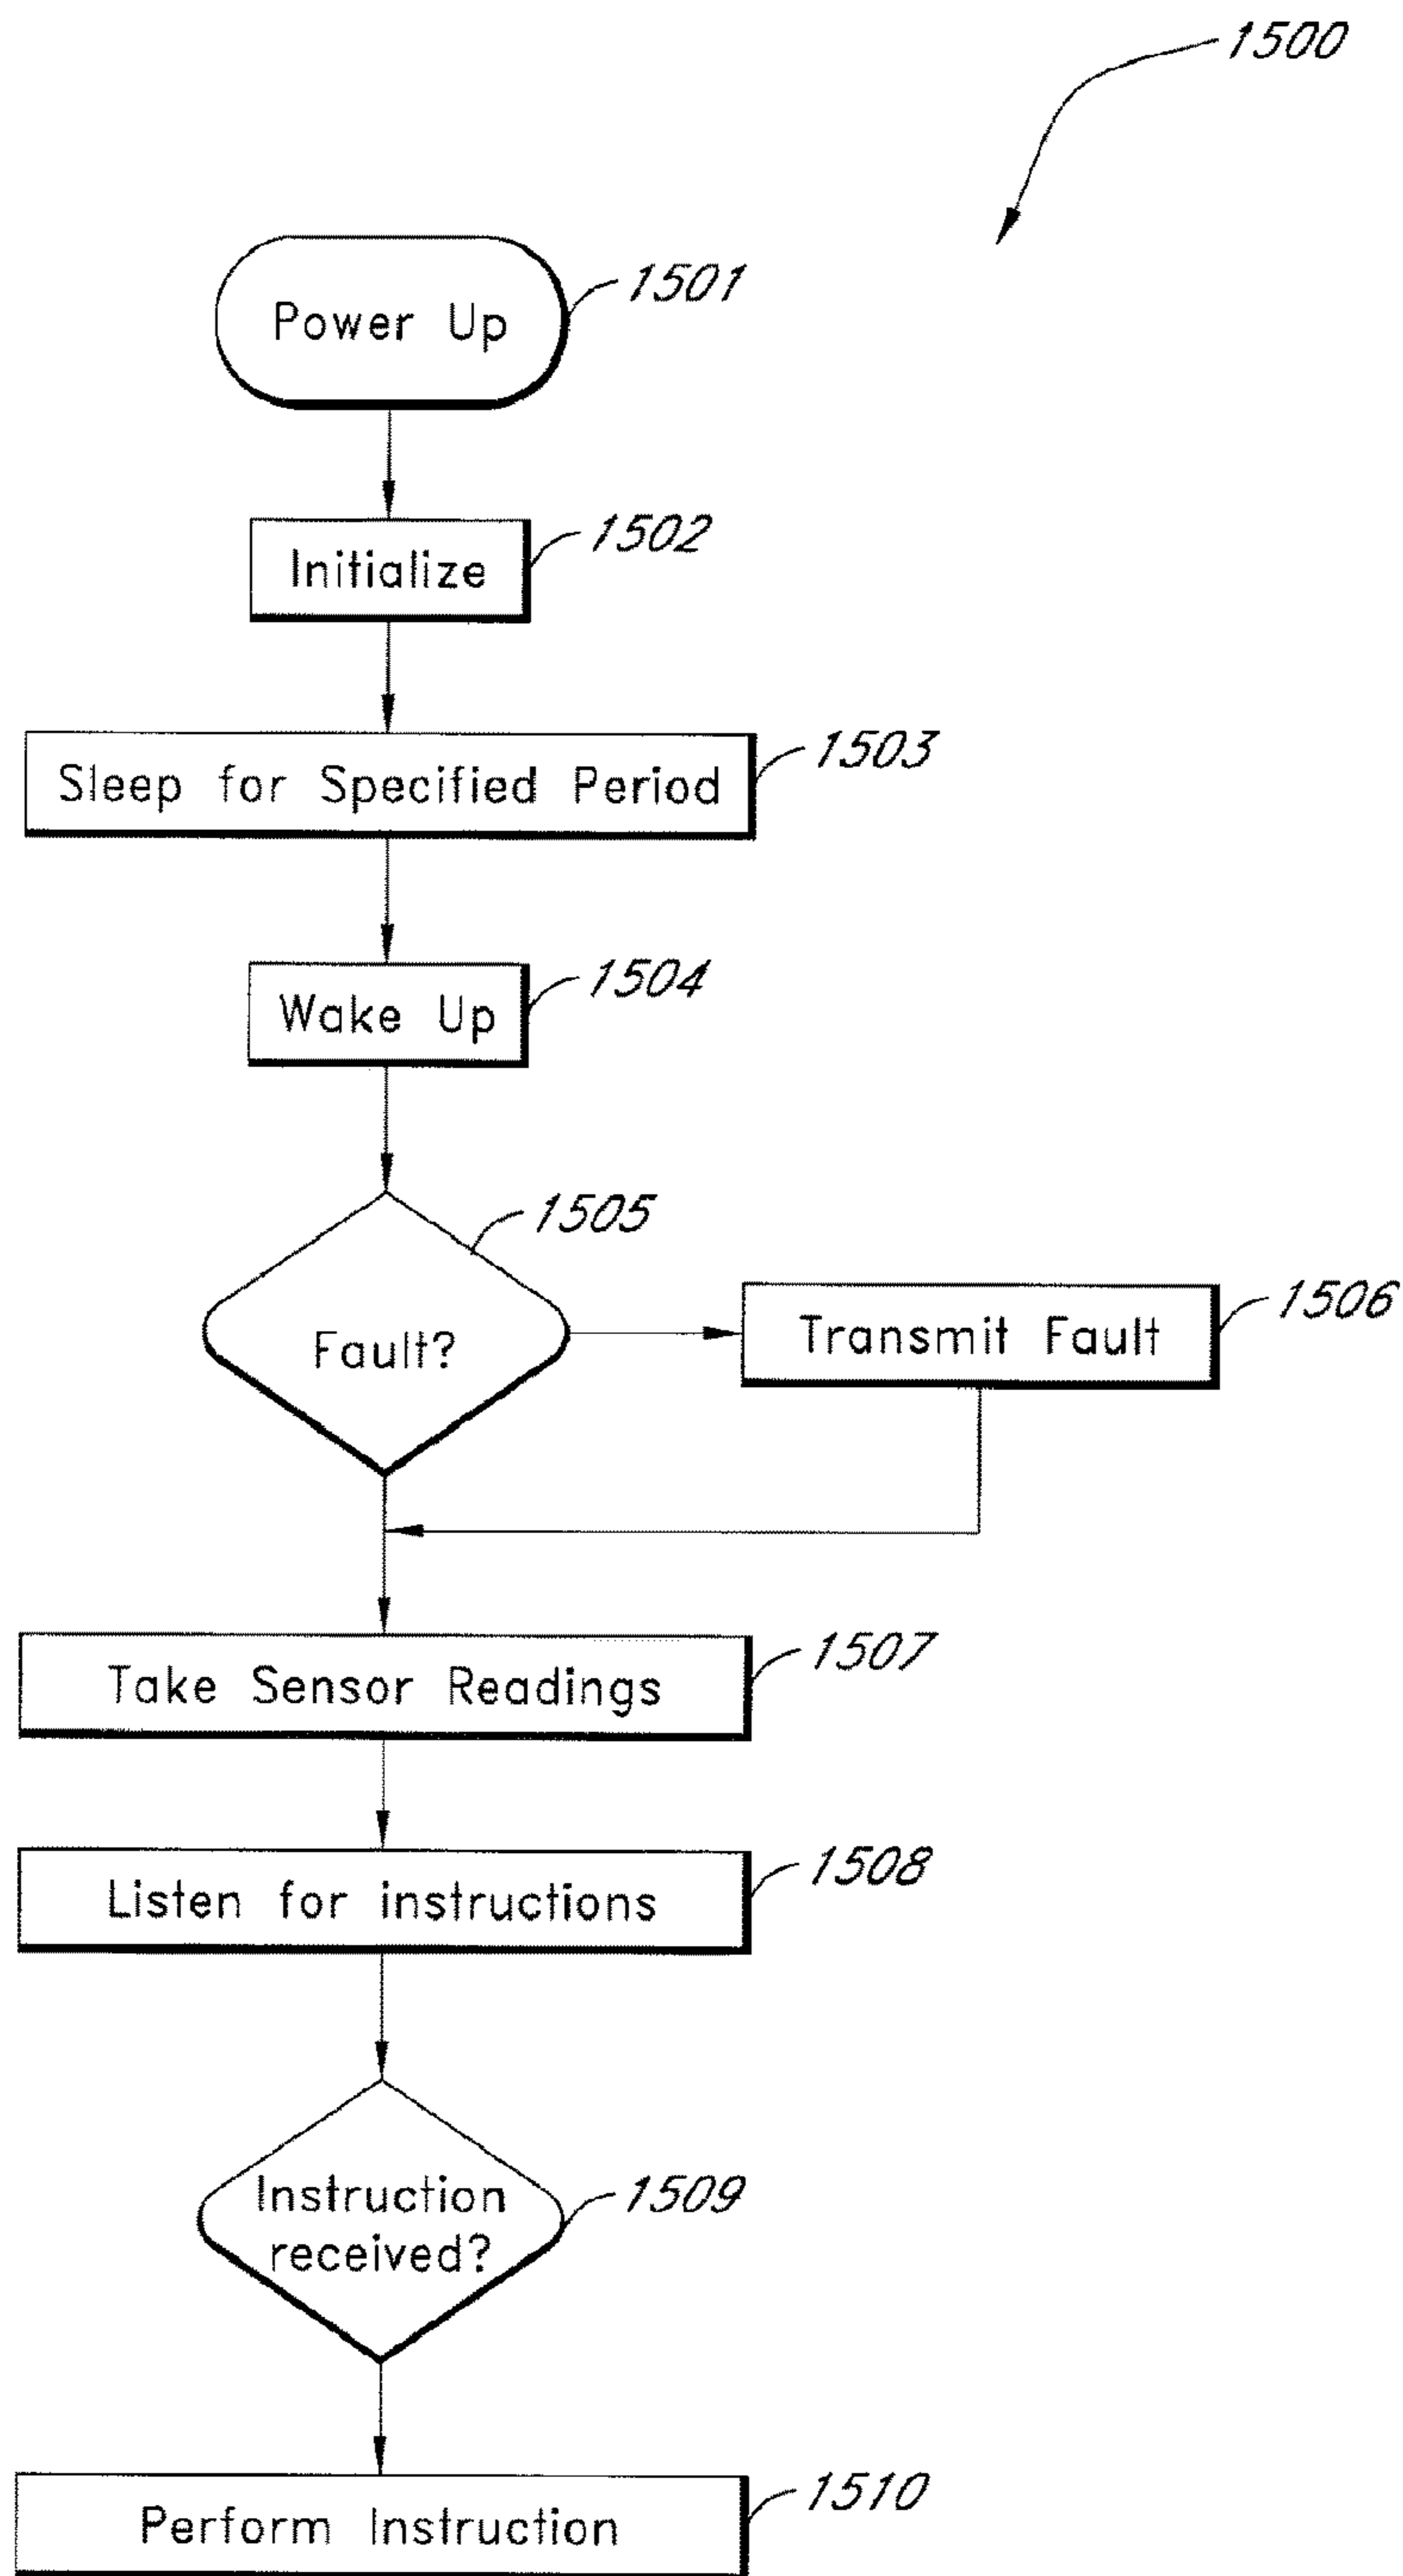 1500
Power Up
1501
Initialize
1502
Sleep for Specified Period
1503
Wake Up
1504
1505
Fault?
Transmit Fault
1506
Take Sensor Readings
1507
Listen for instructions
1508
Instruction
received?
1509
Perform Instruction
1510